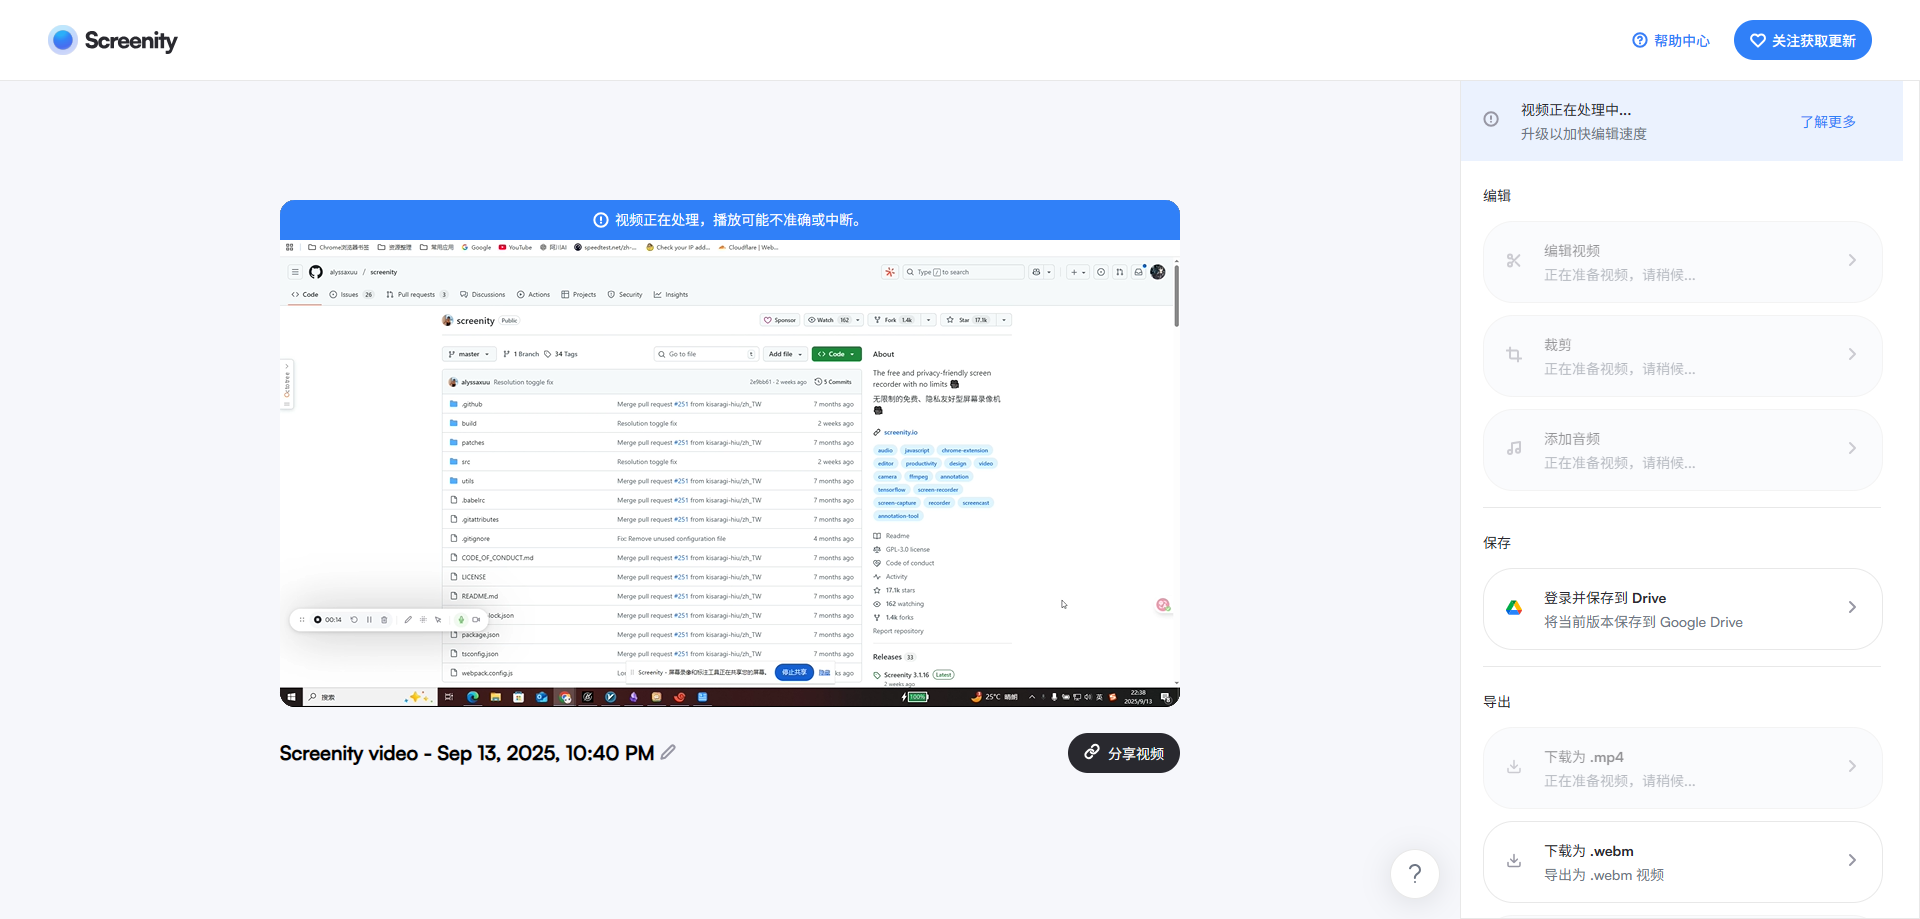 Screenity
帮助中心
关注获取更新
视频正在处理中...
升级以加快编辑速度
了解更多
视频正在处理，播放可能不准确或中断。
Chrome浏览器书签 资源整理 常用应用 Google YouTube 阿川AI speedtest.net/zh-... Check your IP add... Cloudflare | Web...
alyssaxuu / screenity
Type / to search
Code Issues 26 Pull requests 3 Discussions Actions Projects Security Insights
screenity Public
Sponsor Watch 162 Fork 1.4k Star 17.1k
master 1 Branch 34 Tags Go to file t Add file Code
alyssaxuu Resolution toggle fix 2e9bb61 · 2 weeks ago 5 Commits
.github Merge pull request #251 from kisaragi-hiu/zh_TW 7 months ago
build Resolution toggle fix 2 weeks ago
patches Merge pull request #251 from kisaragi-hiu/zh_TW 7 months ago
src Resolution toggle fix 2 weeks ago
utils Merge pull request #251 from kisaragi-hiu/zh_TW 7 months ago
.babelrc Merge pull request #251 from kisaragi-hiu/zh_TW 7 months ago
.gitattributes Merge pull request #251 from kisaragi-hiu/zh_TW 7 months ago
.gitignore Fix: Remove unused configuration file 4 months ago
CODE_OF_CONDUCT.md Merge pull request #251 from kisaragi-hiu/zh_TW 7 months ago
LICENSE Merge pull request #251 from kisaragi-hiu/zh_TW 7 months ago
README.md Merge pull request #251 from kisaragi-hiu/zh_TW 7 months ago
lock.json Merge pull request #251 from kisaragi-hiu/zh_TW 7 months ago
package.json Merge pull request #251 from kisaragi-hiu/zh_TW 7 months ago
tsconfig.json Merge pull request #251 from kisaragi-hiu/zh_TW 7 months ago
webpack.config.js Lo ks ago
Octotree
00:14
Screenity - 屏幕录像和标注工具正在共享您的屏幕。 停止共享 隐藏
About
The free and privacy-friendly screen
recorder with no limits
无限制的免费、隐私友好型屏幕录像机
screenity.io
audio javascript chrome-extension
editor productivity design video
camera ffmpeg annotation
tensorflow screen-recorder
screen-capture recorder screencast
annotation-tool
Readme
GPL-3.0 license
Code of conduct
Activity
17.1k stars
162 watching
1.4k forks
Report repository
Releases 33
Screenity 3.1.16 Latest
2 weeks ago
搜索
100%
25°C 晴朗
英
22:38
2025/9/13
Screenity video - Sep 13, 2025, 10:40 PM
分享视频
?
编辑
编辑视频
正在准备视频，请稍候...
裁剪
正在准备视频，请稍候...
添加音频
正在准备视频，请稍候...
保存
登录并保存到 Drive
将当前版本保存到 Google Drive
导出
下载为 .mp4
正在准备视频，请稍候...
下载为 .webm
导出为 .webm 视频